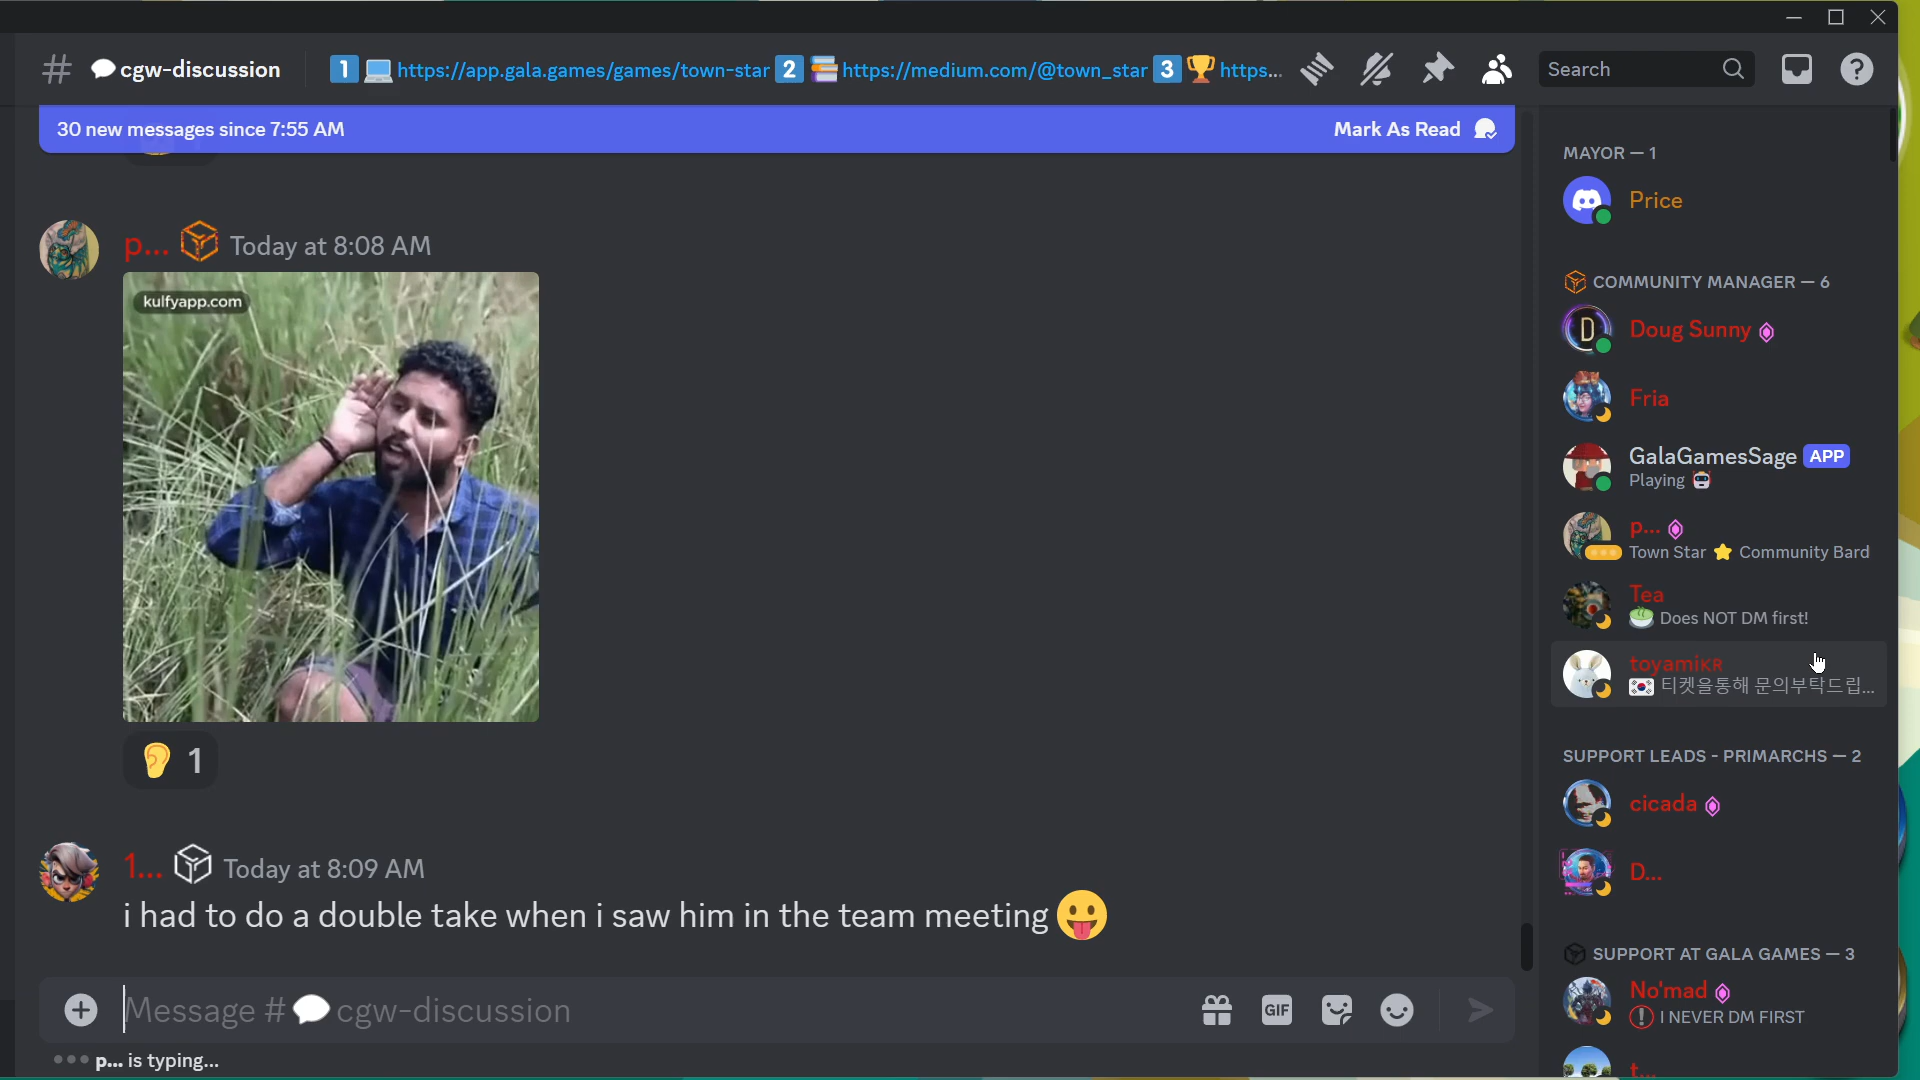 # 💬 cgw-discussion
1 💻 https://app.gala.games/games/town-star 2 📚 https://medium.com/@town_star 3 🏆 https...
Search
30 new messages since 7:55 AM
Mark As Read
p... Today at 8:08 AM
kulfyapp.com
👂 1
1... Today at 8:09 AM
i had to do a double take when i saw him in the team meeting 😛
Message # 💬 cgw-discussion
GIF
p... is typing...
MAYOR — 1
Price
COMMUNITY MANAGER — 6
D
Doug Sunny
Fria
GalaGamesSage APP
Playing 🤖
p...
Town Star ⭐ Community Bard
Tea
🍵 Does NOT DM first!
toyamiKR
🇰🇷 티켓을통해 문의부탁드립...
SUPPORT LEADS - PRIMARCHS — 2
cicada
D...
SUPPORT AT GALA GAMES — 3
No'mad
I NEVER DM FIRST
t...